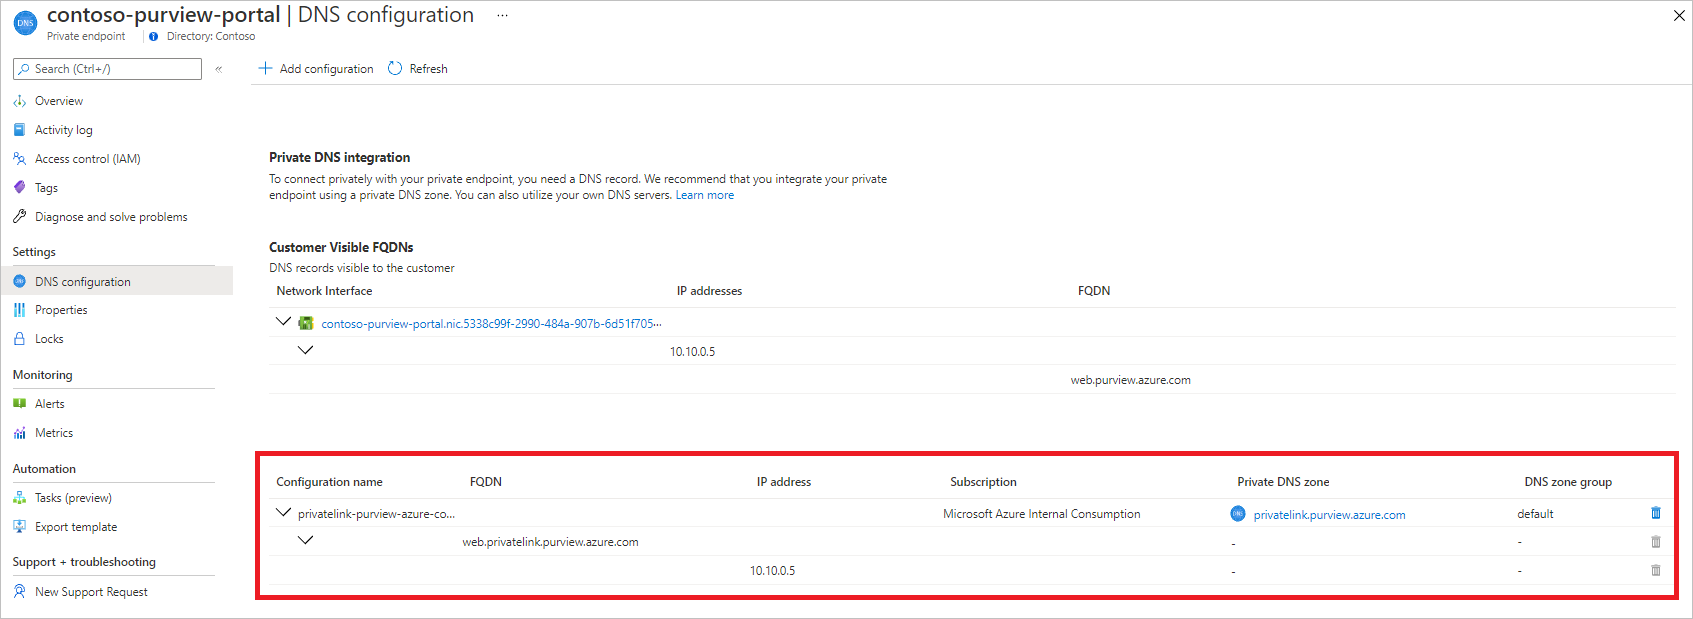 contoso-purview-portal | DNS configuration ...
DNS
Private endpoint
Directory: Contoso
Search (Ctrl+/)
«
Add configuration
Refresh
Overview
Activity log
Access control (IAM)
Tags
Diagnose and solve problems
Settings
DNS configuration
Properties
Locks
Monitoring
Alerts
Metrics
Automation
Tasks (preview)
Export template
Support + troubleshooting
New Support Request
Private DNS integration
To connect privately with your private endpoint, you need a DNS record. We recommend that you integrate your private
endpoint using a private DNS zone. You can also utilize your own DNS servers. Learn more
Customer Visible FQDNs
DNS records visible to the customer
Network Interface IP addresses FQDN
contoso-purview-portal.nic.5338c99f-2990-484a-907b-6d51f705...
10.10.0.5
web.purview.azure.com
Configuration name FQDN IP address Subscription Private DNS zone DNS zone group
privatelink-purview-azure-co... Microsoft Azure Internal Consumption privatelink.purview.azure.com default
web.privatelink.purview.azure.com - -
10.10.0.5 - -